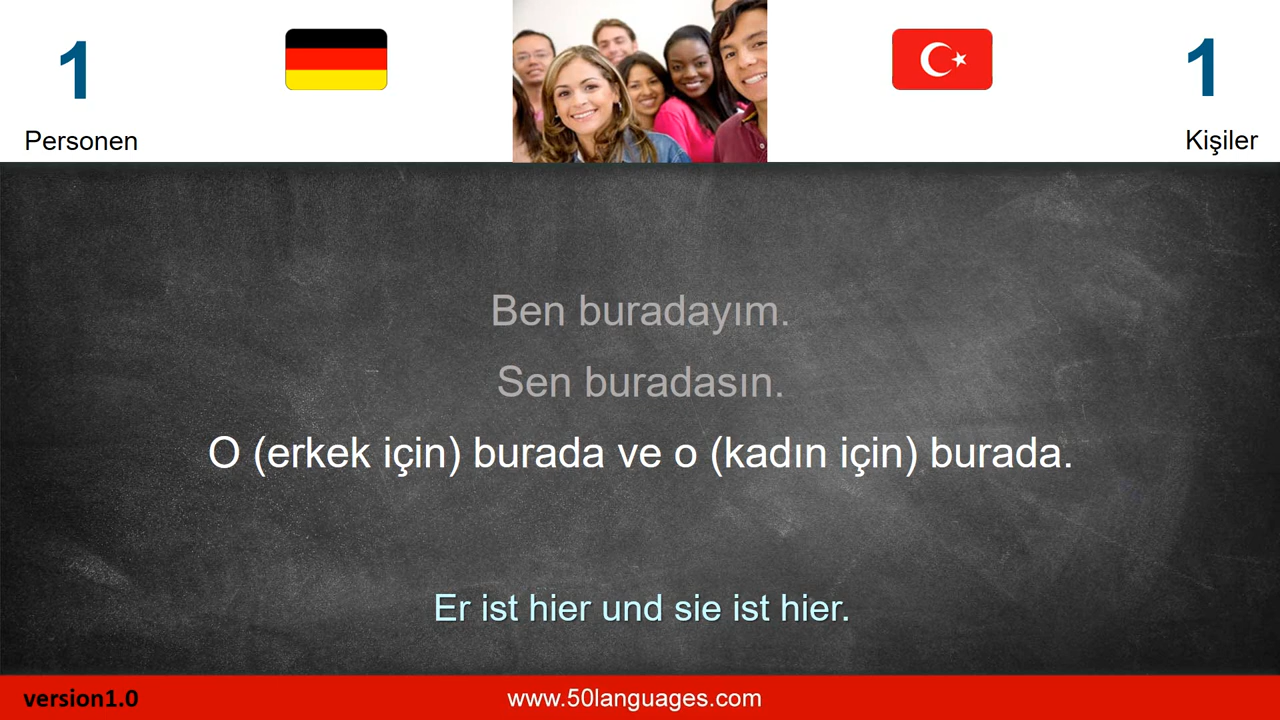 1
1
Personen
Kişiler
Ben buradayım.
Sen buradasın.
O (erkek için) burada ve o (kadın için) burada.
Er ist hier und sie ist hier.
version1.0
www.50languages.com